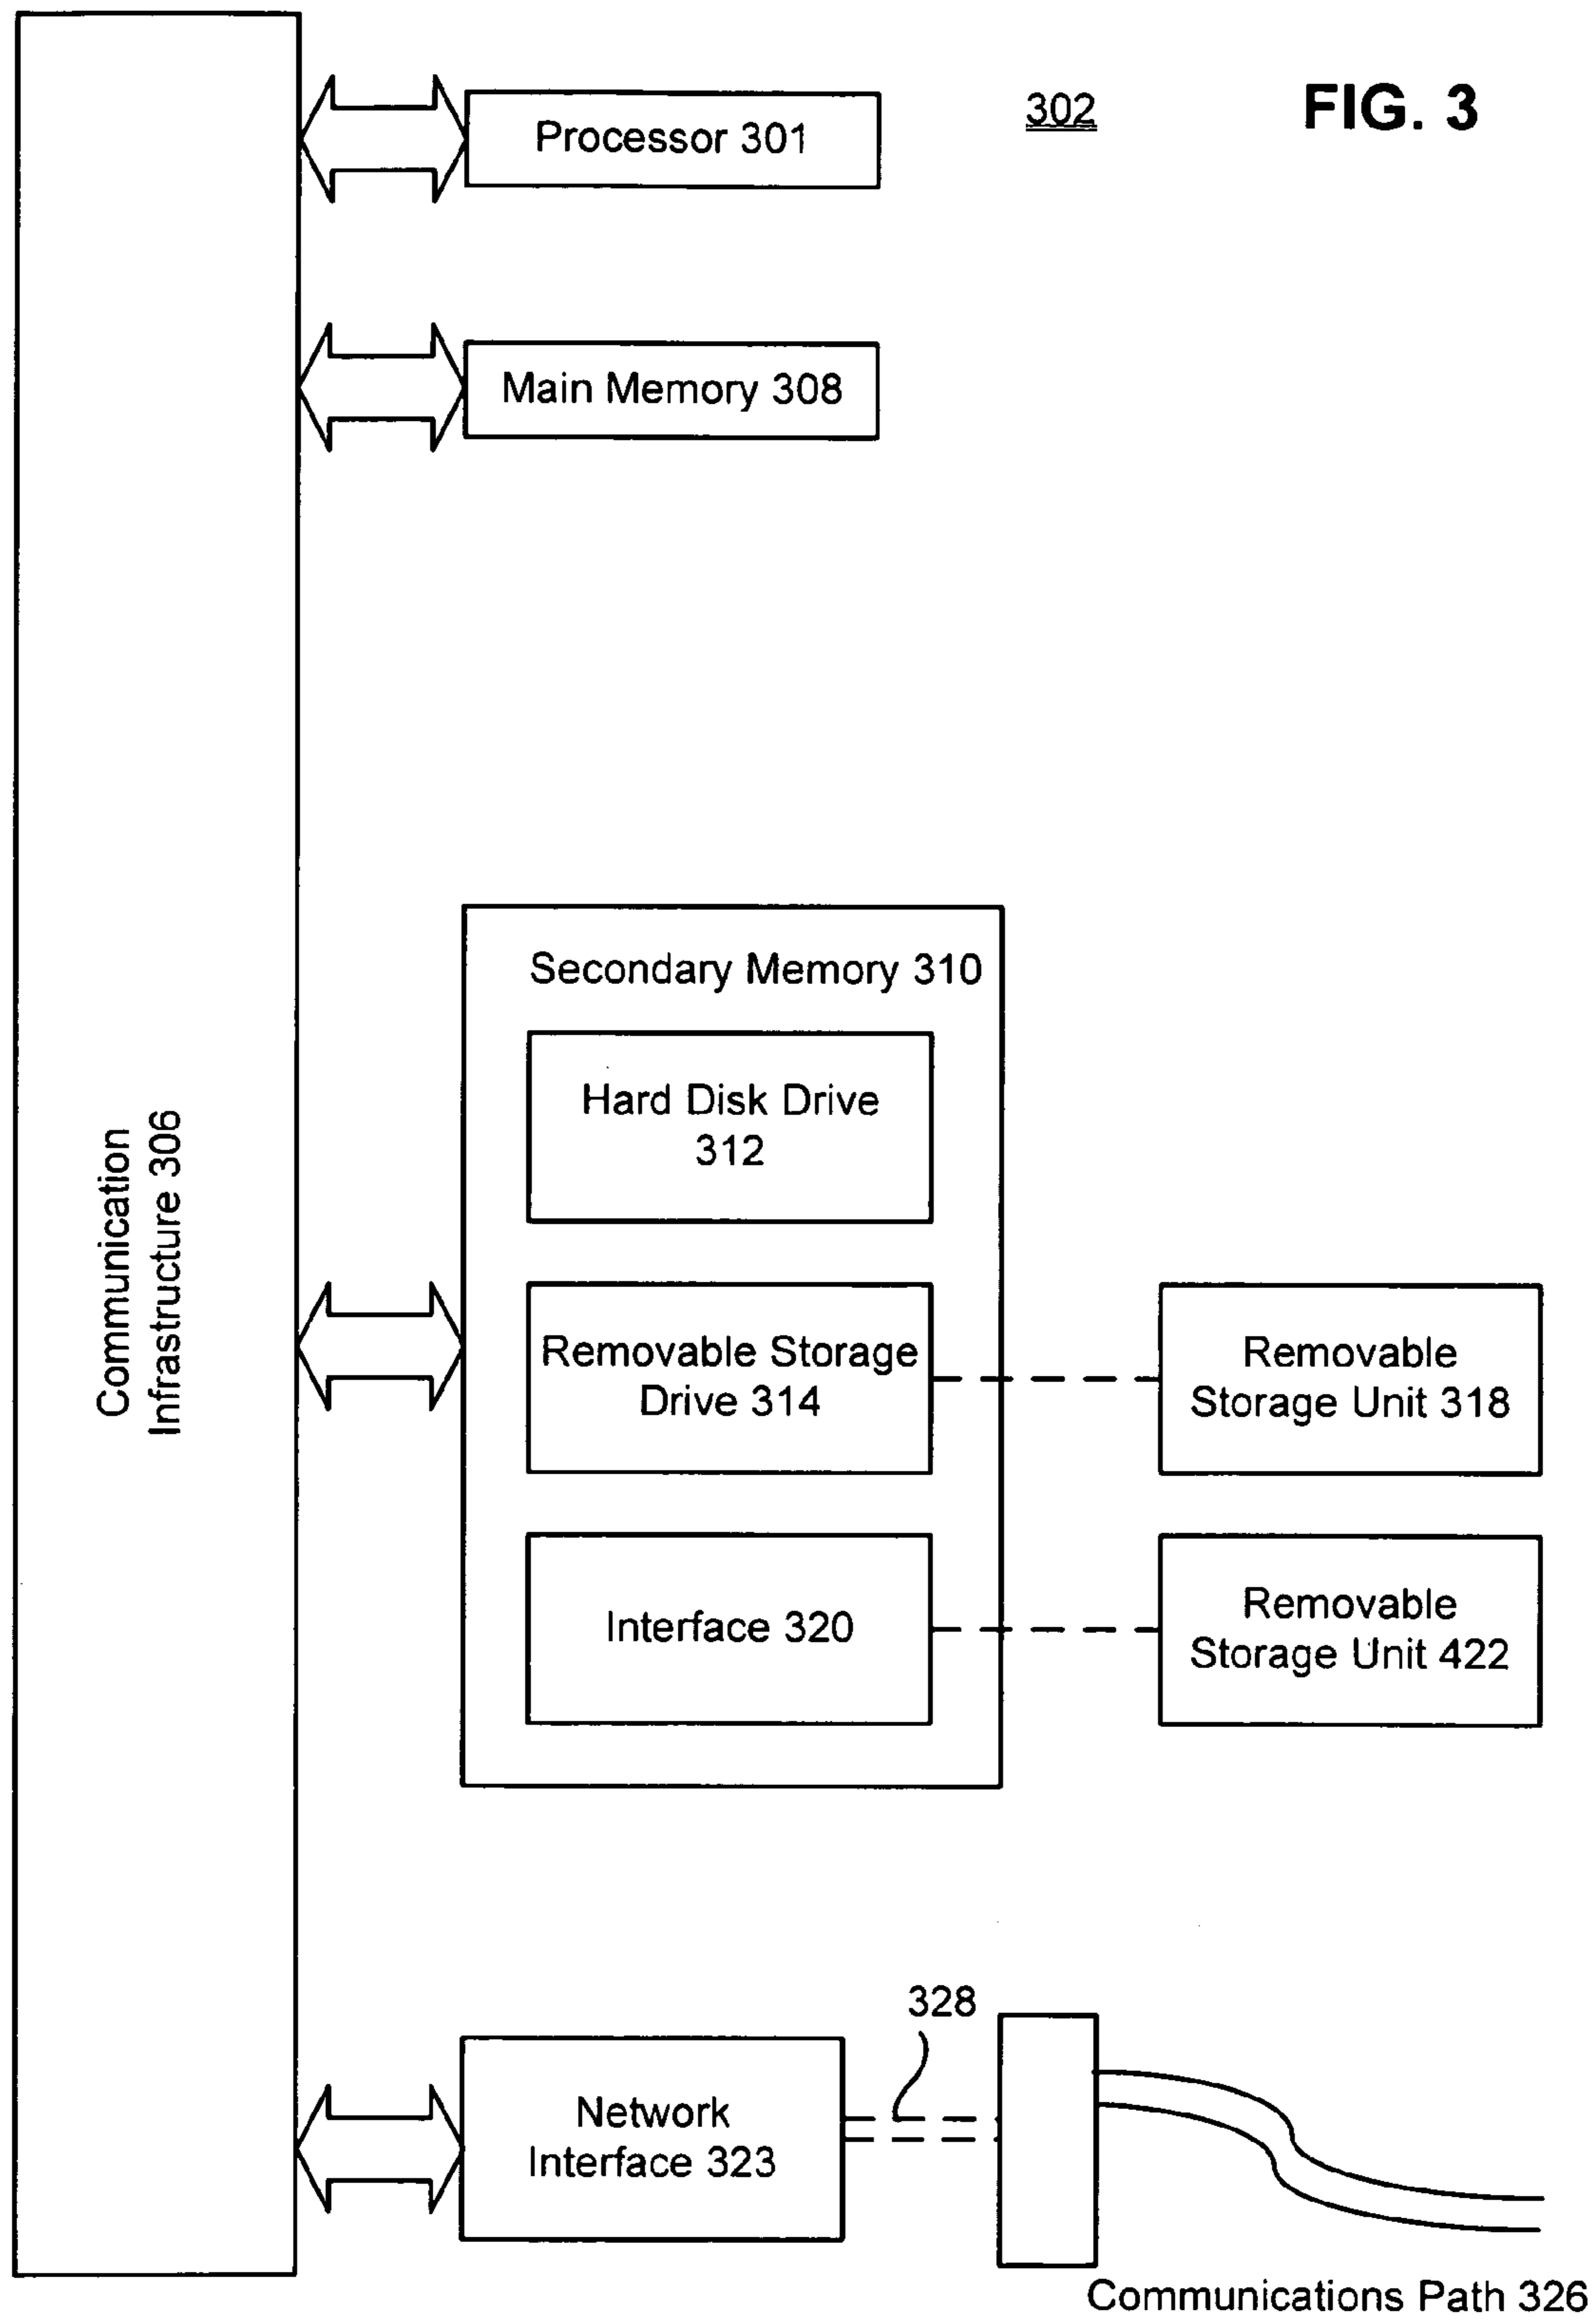 302
FIG. 3
Processor 301
Main Memory 308
Communication
Infrastructure 306
Secondary Memory 310
Hard Disk Drive
312
Removable Storage
Drive 314
Removable
Storage Unit 318
Interface 320
Removable
Storage Unit 422
328
Network
Interface 323
Communications Path 326